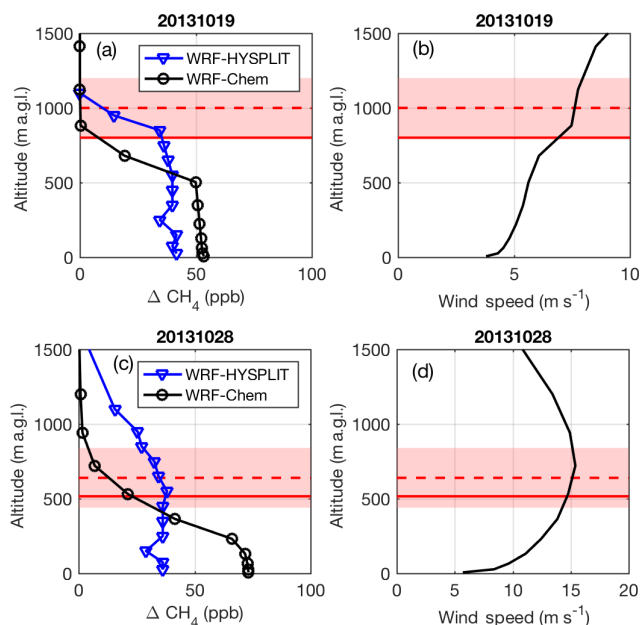 20131019
(a)
WRF-HYSPLIT
WRF-Chem
1500
1000
500
0
Altitude (m a.g.l.)
0 50 100
Δ CH4 (ppb)
20131019
(b)
1500
1000
500
0
Altitude (m a.g.l.)
0 5 10
Wind speed (m s⁻¹)
20131028
(c)
WRF-HYSPLIT
WRF-Chem
1500
1000
500
0
Altitude (m a.g.l.)
0 50 100
Δ CH4 (ppb)
20131028
(d)
1500
1000
500
0
Altitude (m a.g.l.)
0 5 10 15 20
Wind speed (m s⁻¹)